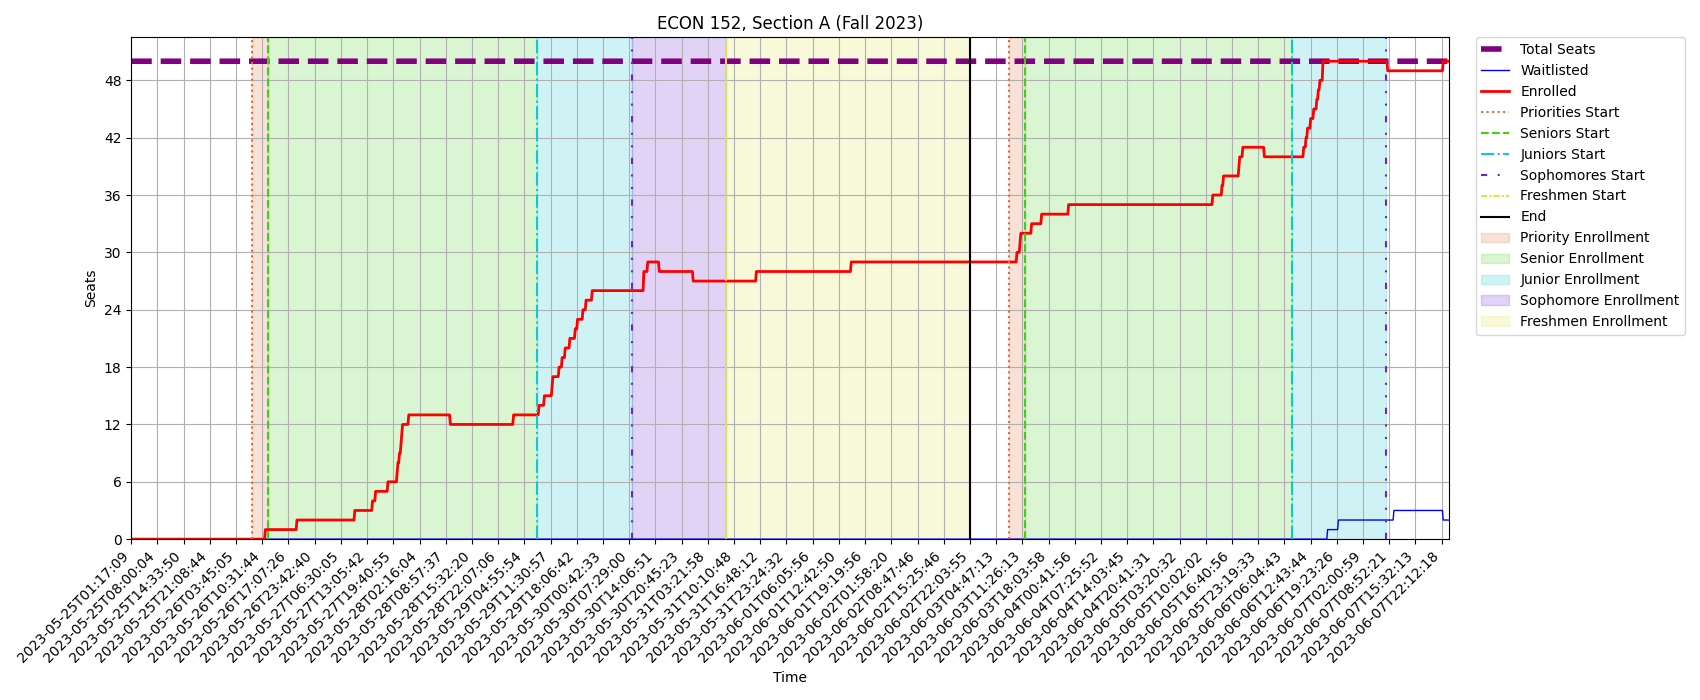 ECON 152, Section A (Fall 2023)
Seats
48
42
36
30
24
18
12
6
0
2023-05-25T01:17:09
2023-05-25T08:00:04
2023-05-25T14:33:50
2023-05-25T21:08:44
2023-05-26T03:45:05
2023-05-26T10:31:44
2023-05-26T17:07:26
2023-05-26T23:42:40
2023-05-27T06:30:05
2023-05-27T13:05:42
2023-05-27T19:40:55
2023-05-28T02:16:04
2023-05-28T08:57:37
2023-05-28T15:32:20
2023-05-28T22:07:06
2023-05-29T04:55:54
2023-05-29T11:30:57
2023-05-29T18:06:42
2023-05-30T00:42:33
2023-05-30T07:29:00
2023-05-30T14:06:51
2023-05-30T20:45:23
2023-05-31T03:21:58
2023-05-31T10:10:48
2023-05-31T16:48:12
2023-05-31T23:24:32
2023-06-01T06:05:56
2023-06-01T12:42:50
2023-06-01T19:19:56
2023-06-02T01:58:20
2023-06-02T08:47:46
2023-06-02T15:25:46
2023-06-02T22:03:55
2023-06-03T04:47:13
2023-06-03T11:26:13
2023-06-03T18:03:58
2023-06-04T00:41:56
2023-06-04T07:25:52
2023-06-04T14:03:45
2023-06-04T20:41:31
2023-06-05T03:20:32
2023-06-05T10:02:02
2023-06-05T16:40:56
2023-06-05T23:19:33
2023-06-06T06:04:43
2023-06-06T12:43:44
2023-06-06T19:23:26
2023-06-07T02:00:59
2023-06-07T08:52:21
2023-06-07T15:32:13
2023-06-07T22:12:18
Time
Total Seats
Waitlisted
Enrolled
Priorities Start
Seniors Start
Juniors Start
Sophomores Start
Freshmen Start
End
Priority Enrollment
Senior Enrollment
Junior Enrollment
Sophomore Enrollment
Freshmen Enrollment